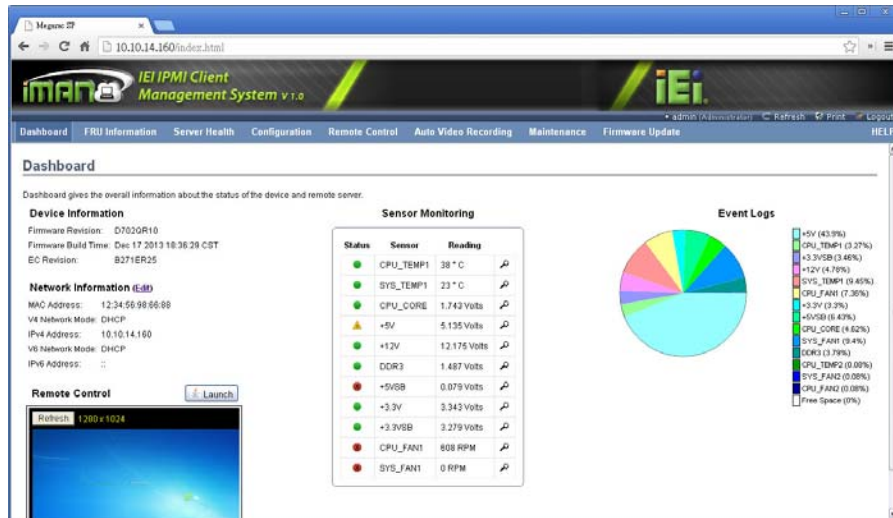 Megarac SP
10.10.14.160/index.html
iMAN
IEI IPMI Client
Management System v 1.0
iEi.
• admin (Administrator) Refresh Print Logout
Dashboard FRU Information Server Health Configuration Remote Control Auto Video Recording Maintenance Firmware Update HELP
Dashboard
Dashboard gives the overall information about the status of the device and remote server.
Device Information
Firmware Revision: D702QR10
Firmware Build Time: Dec 17 2013 18:36:29 CST
EC Revision: B271ER25
Network Information (Edit)
MAC Address: 12:34:56:98:66:88
V4 Network Mode: DHCP
IPv4 Address: 10.10.14.160
V6 Network Mode: DHCP
IPv6 Address: ::
Remote Control Launch
Refresh 1280 x 1024
Sensor Monitoring
Status Sensor Reading
CPU_TEMP1 38 ° C
SYS_TEMP1 23 ° C
CPU_CORE 1.743 Volts
+5V 5.135 Volts
+12V 12.175 Volts
DDR3 1.487 Volts
+5VSB 0.079 Volts
+3.3V 3.343 Volts
+3.3VSB 3.279 Volts
CPU_FAN1 608 RPM
SYS_FAN1 0 RPM
Event Logs
+5V (43.9%)
CPU_TEMP1 (3.27%)
+3.3VSB (3.46%)
+12V (4.78%)
SYS_TEMP1 (9.45%)
CPU_FAN1 (7.36%)
+3.3V (3.3%)
+5VSB (6.43%)
CPU_CORE (4.62%)
SYS_FAN1 (9.4%)
DDR3 (3.79%)
CPU_TEMP2 (0.08%)
SYS_FAN2 (0.08%)
CPU_FAN2 (0.08%)
Free Space (0%)